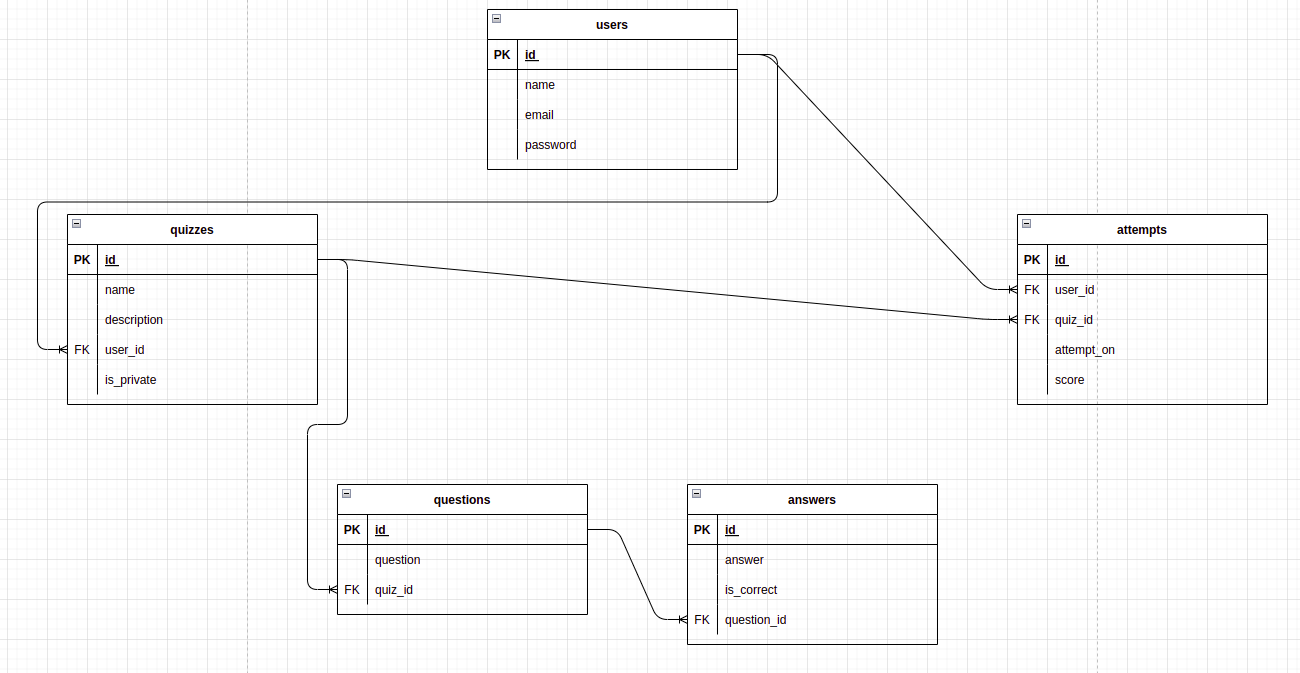 users
PK id
name
email
password
quizzes
PK id
name
description
FK user_id
is_private
attempts
PK id
FK user_id
FK quiz_id
attempt_on
score
questions
PK id
question
FK quiz_id
answers
PK id
answer
is_correct
FK question_id